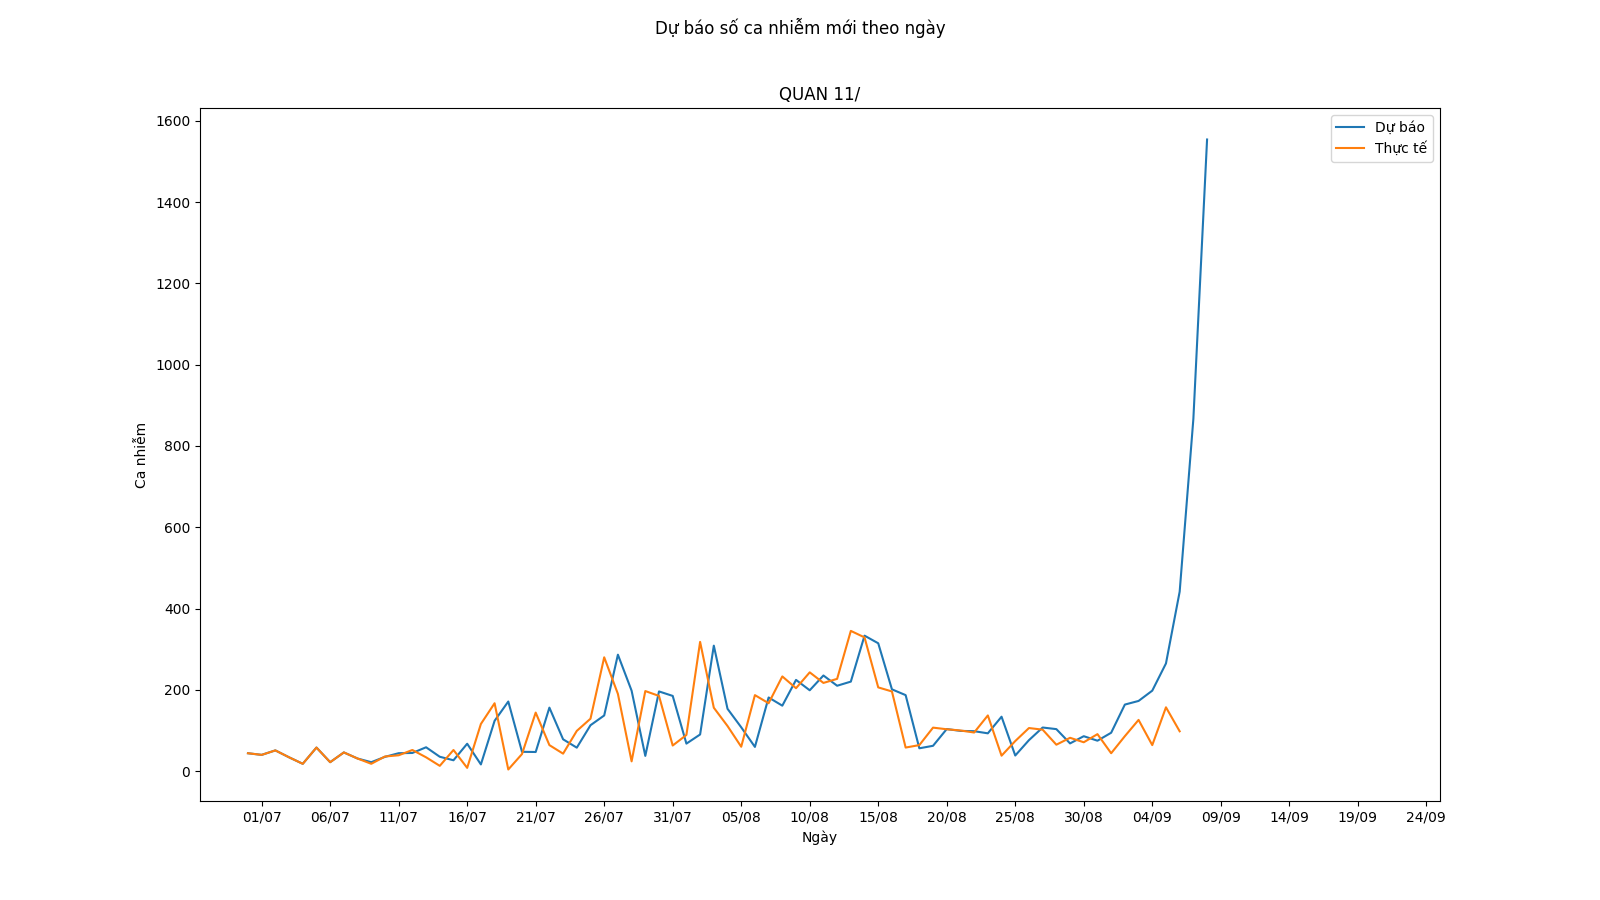 Dự báo số ca nhiễm mới theo ngày
QUAN 11/
1600
1400
1200
1000
800
600
400
200
0
Ca nhiễm
Dự báo
Thực tế
01/07 06/07 11/07 16/07 21/07 26/07 31/07 05/08 10/08 15/08 20/08 25/08 30/08 04/09 09/09 14/09 19/09 24/09
Ngày